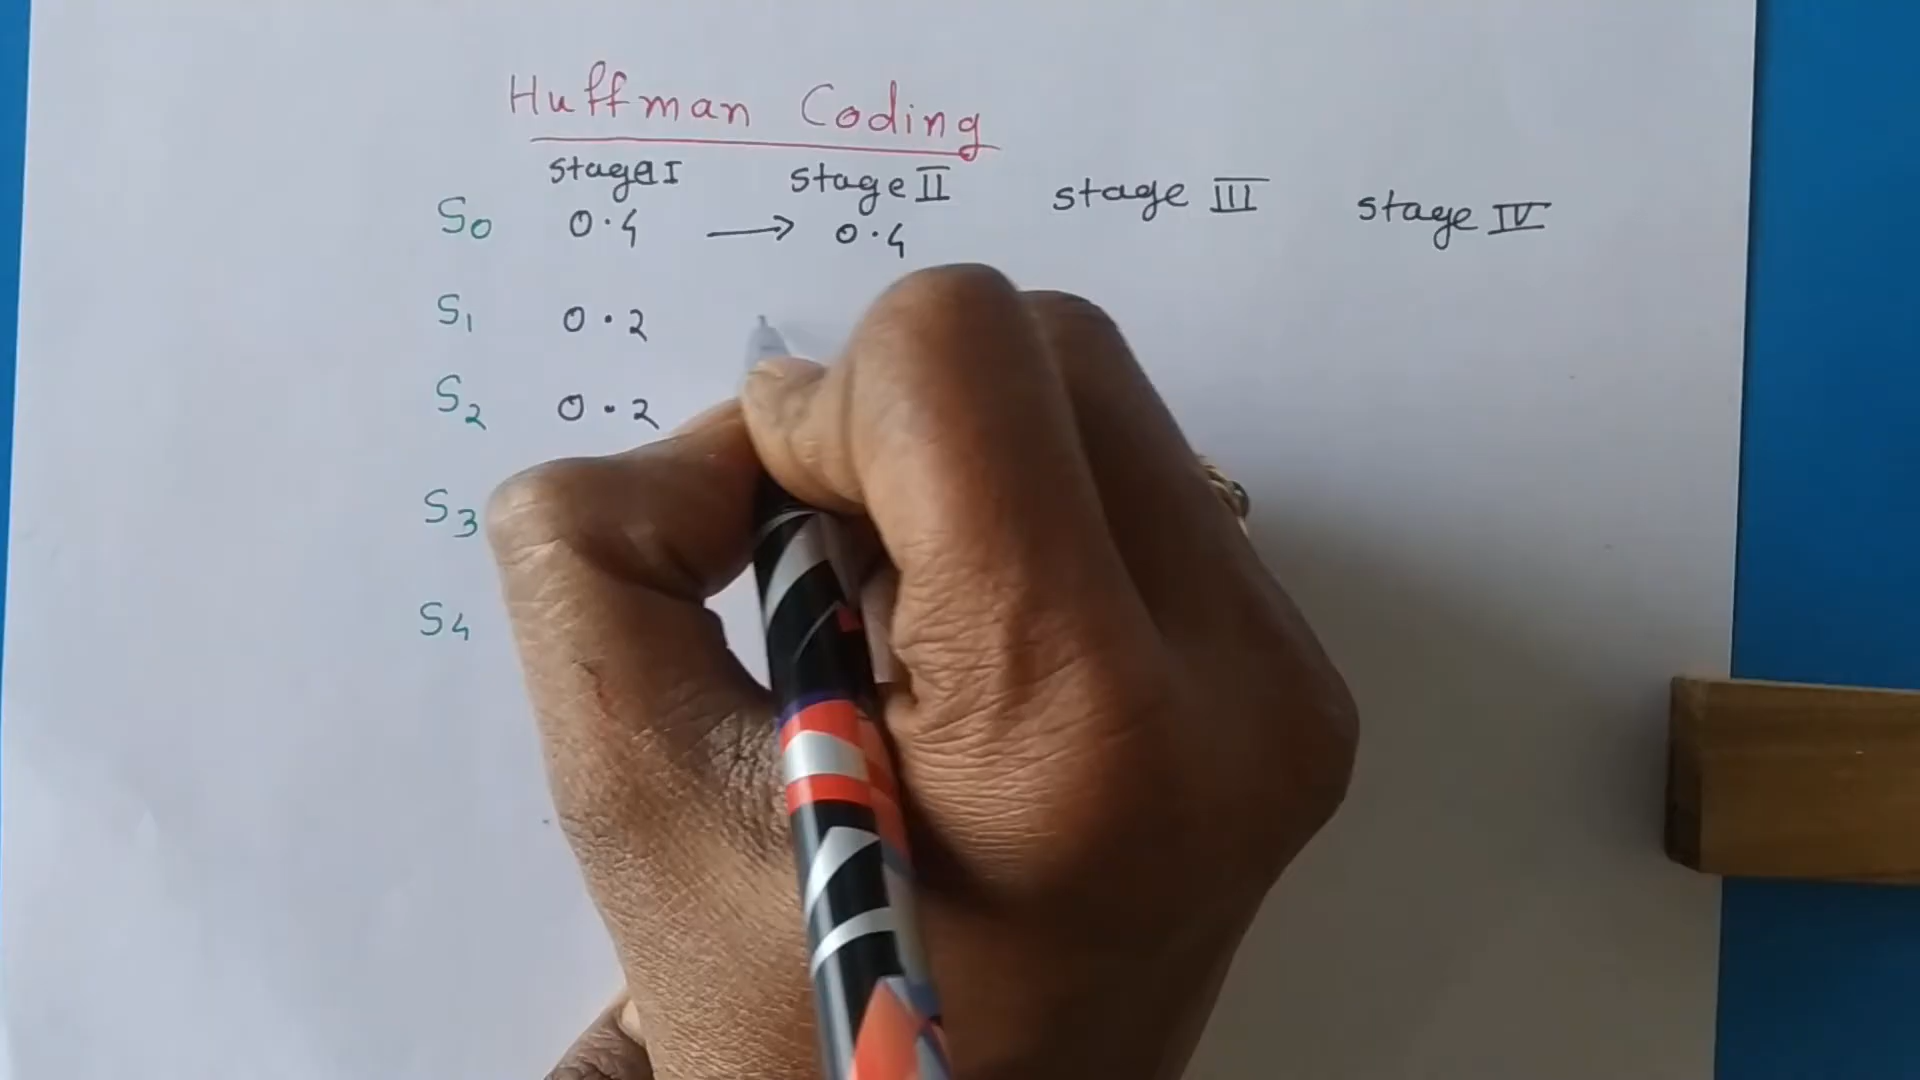 Huffman Coding
stage I stage II stage III stage IV
S0 0.4 → 0.4
S1 0.2
S2 0.2
S3
S4